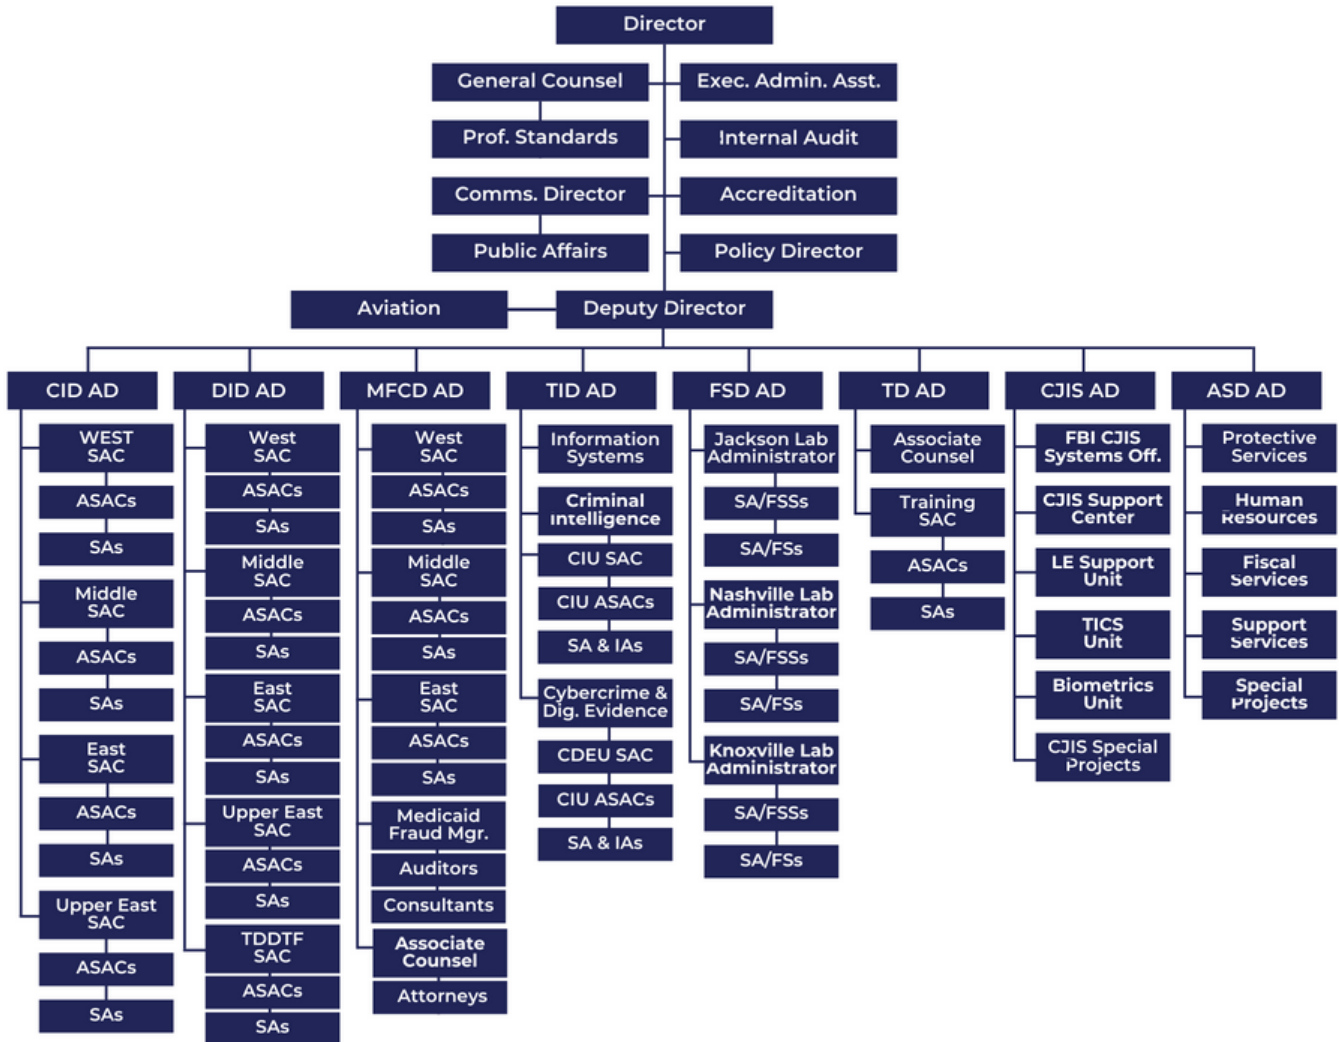 Director
General Counsel
Exec. Admin. Asst.
Prof. Standards
Internal Audit
Comms. Director
Accreditation
Public Affairs
Policy Director
Aviation
Deputy Director
CID AD
WEST
SAC
ASACs
SAs
Middle
SAC
ASACs
SAs
East
SAC
ASACs
SAs
Upper East
SAC
ASACs
SAs
DID AD
West
SAC
ASACs
SAs
Middle
SAC
ASACs
SAs
East
SAC
ASACs
SAs
Upper East
SAC
ASACs
SAs
TDDTF
SAC
ASACs
SAs
MFCD AD
West
SAC
ASACs
SAs
Middle
SAC
ASACs
SAs
East
SAC
ASACs
SAs
Medicaid
Fraud Mgr.
Auditors
Consultants
Associate
Counsel
Attorneys
TID AD
Information
Systems
Criminal
Intelligence
CIU SAC
CIU ASACs
SA & IAs
Cybercrime &
Dig. Evidence
CDEU SAC
CIU ASACs
SA & IAs
FSD AD
Jackson Lab
Administrator
SA/FSSs
SA/FSs
Nashville Lab
Administrator
SA/FSSs
SA/FSs
Knoxville Lab
Administrator
SA/FSSs
SA/FSs
TD AD
Associate
Counsel
Training
SAC
ASACs
SAs
CJIS AD
FBI CJIS
Systems Off.
CJIS Support
Center
LE Support
Unit
TICS
Unit
Biometrics
Unit
CJIS Special
Projects
ASD AD
Protective
Services
Human
Resources
Fiscal
Services
Support
Services
Special
Projects